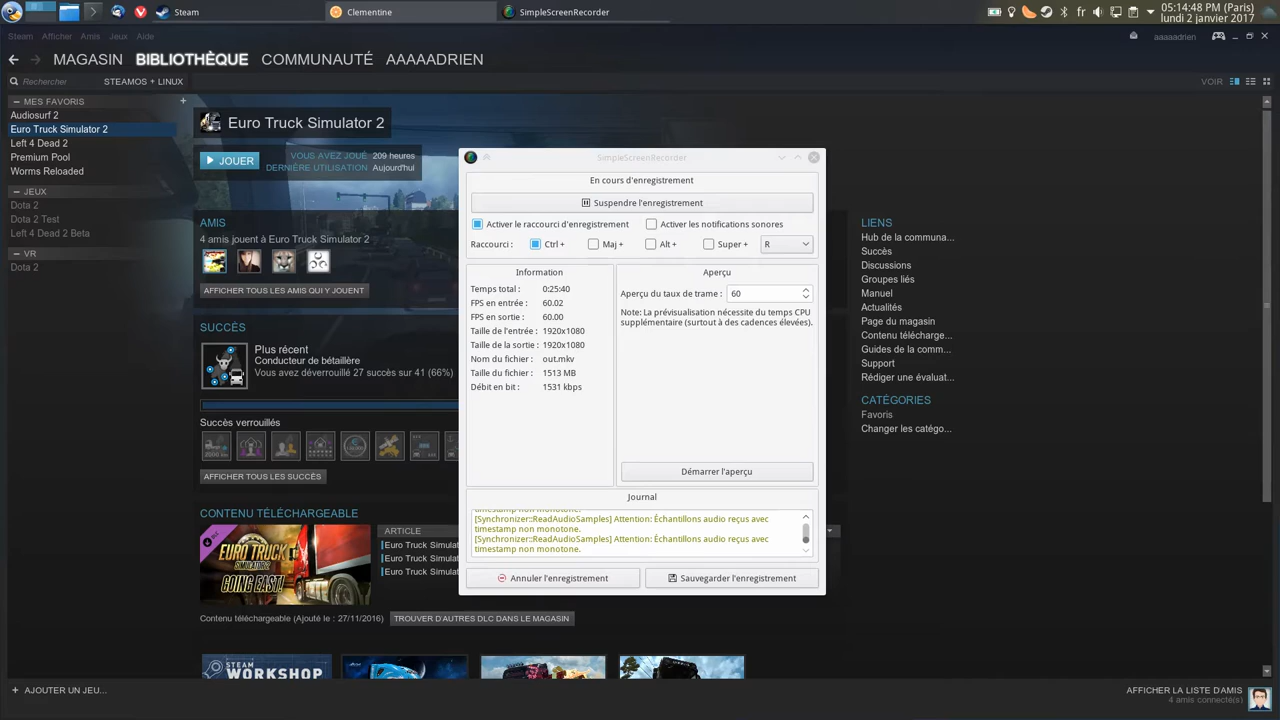 Steam
Clementine
SimpleScreenRecorder
fr
05:14:48 PM (Paris)
lundi 2 janvier 2017
Steam Afficher Amis Jeux Aide
aaaaadrien
MAGASIN BIBLIOTHÈQUE COMMUNAUTÉ AAAAADRIEN
Rechercher
STEAMOS + LINUX
VOIR
— MES FAVORIS +
Audiosurf 2
Euro Truck Simulator 2
Left 4 Dead 2
Premium Pool
Worms Reloaded
— JEUX
Dota 2
Dota 2 Test
Left 4 Dead 2 Beta
— VR
Dota 2
Euro Truck Simulator 2
JOUER
VOUS AVEZ JOUÉ 209 heures
DERNIÈRE UTILISATION Aujourd'hui
AMIS
4 amis jouent à Euro Truck Simulator 2
AFFICHER TOUS LES AMIS QUI Y JOUENT
SUCCÈS
Plus récent
Conducteur de bétaillère
Vous avez déverrouillé 27 succès sur 41 (66%)
Succès verrouillés
AFFICHER TOUS LES SUCCÈS
CONTENU TÉLÉCHARGEABLE
DLC
EURO TRUCK
SIMULATOR 2
GOING EAST!
ARTICLE
Euro Truck Simulat
Euro Truck Simulat
Euro Truck Simulat
Contenu téléchargeable (Ajouté le : 27/11/2016)
TROUVER D'AUTRES DLC DANS LE MAGASIN
STEAM
WORKSHOP
SimpleScreenRecorder
En cours d'enregistrement
Suspendre l'enregistrement
Activer le raccourci d'enregistrement
Activer les notifications sonores
Raccourci : Ctrl + Maj + Alt + Super + R
Information
Temps total : 0:25:40
FPS en entrée : 60.02
FPS en sortie : 60.00
Taille de l'entrée : 1920x1080
Taille de la sortie : 1920x1080
Nom du fichier : out.mkv
Taille du fichier : 1513 MB
Débit en bit : 1531 kbps
Aperçu
Aperçu du taux de trame : 60
Note: La prévisualisation nécessite du temps CPU
supplémentaire (surtout à des cadences élevées).
Démarrer l'aperçu
Journal
timestamp non monotone.
[Synchronizer::ReadAudioSamples] Attention: Échantillons audio reçus avec
timestamp non monotone.
[Synchronizer::ReadAudioSamples] Attention: Échantillons audio reçus avec
timestamp non monotone.
Annuler l'enregistrement
Sauvegarder l'enregistrement
LIENS
Hub de la communa...
Succès
Discussions
Groupes liés
Manuel
Actualités
Page du magasin
Contenu télécharge...
Guides de la comm...
Support
Rédiger une évaluat...
CATÉGORIES
Favoris
Changer les catégo...
+ AJOUTER UN JEU...
AFFICHER LA LISTE D'AMIS
4 amis connecté(s)